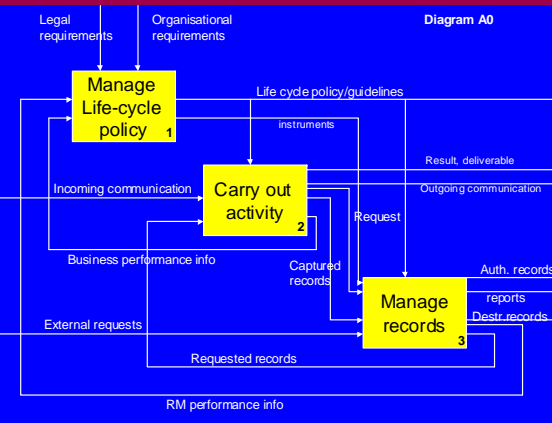 Legal
requirements
Organisational
requirements
Diagram A0
Manage
Life-cycle
policy 1
Life cycle policy/guidelines
instruments
Result, deliverable
Outgoing communication
Incoming communication
Carry out
activity
2
Request
Business performance info
Captured
records
Auth. records
reports
Destr.records
Manage
records
3
External requests
Requested records
RM performance info